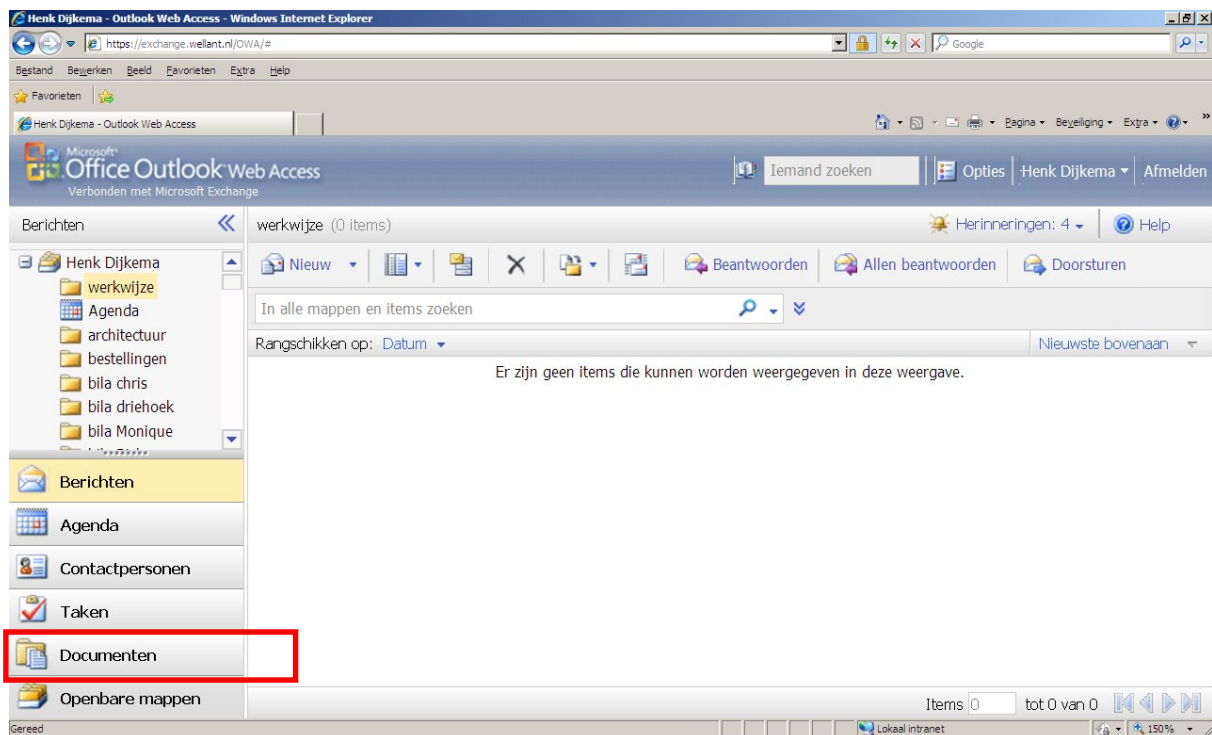 Henk Dijkema - Outlook Web Access - Windows Internet Explorer
https://exchange.wellant.nl/OWA/#
Google
Bestand Bewerken Beeld Favorieten Extra Help
Favorieten
Henk Dijkema - Outlook Web Access
Pagina Beveiliging Extra
Microsoft
Office Outlook Web Access
Verbonden met Microsoft Exchange
Iemand zoeken
Opties
Henk Dijkema
Afmelden
Berichten
werkwijze (0 items)
Herinneringen: 4
Help
Henk Dijkema
werkwijze
Agenda
architectuur
bestellingen
bila chris
bila driehoek
bila Monique
Nieuw
Beantwoorden
Allen beantwoorden
Doorsturen
In alle mappen en items zoeken
Rangschikken op: Datum
Nieuwste bovenaan
Er zijn geen items die kunnen worden weergegeven in deze weergave.
Berichten
Agenda
Contactpersonen
Taken
Documenten
Openbare mappen
Items 0 tot 0 van 0
Gereed
Lokaal intranet
150%